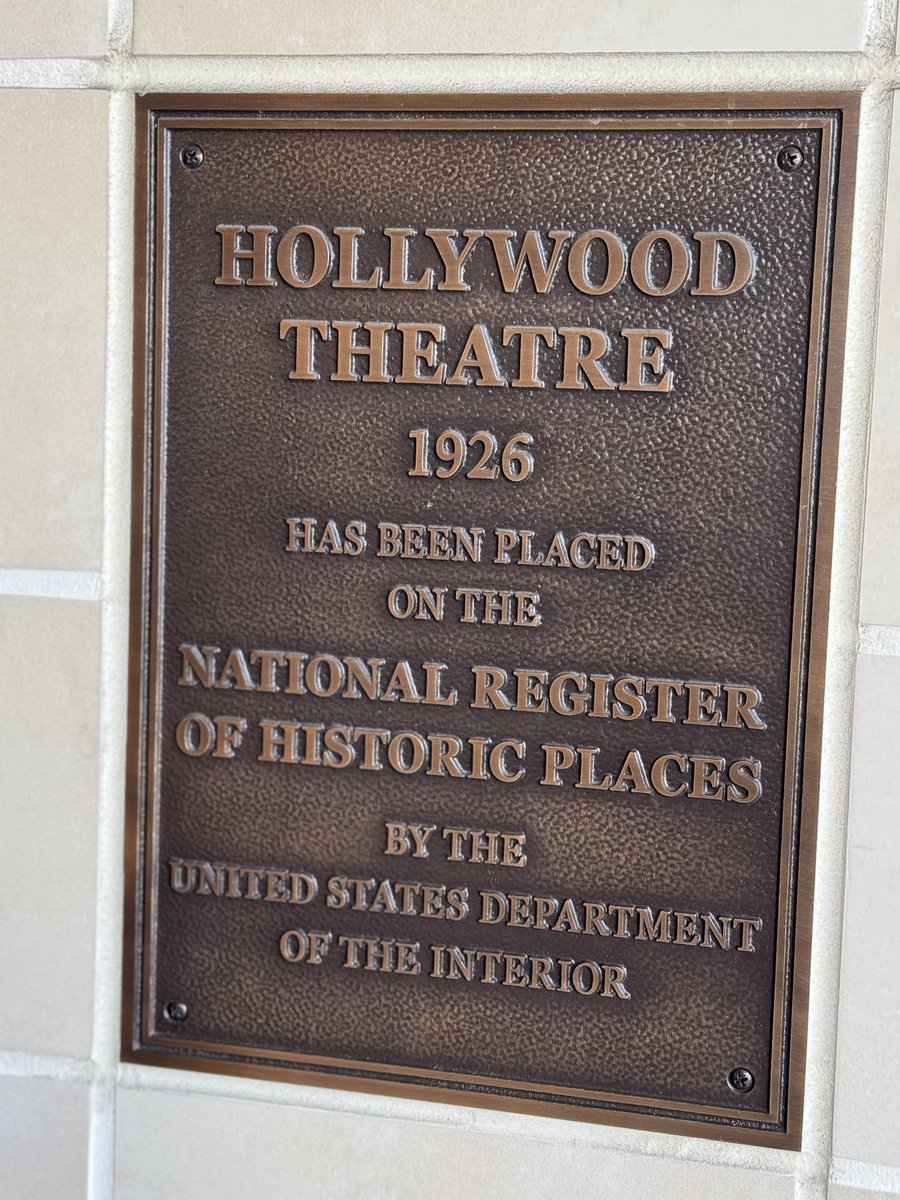 HOLLYWOOD
THEATRE
1926
HAS BEEN PLACED
ON THE
NATIONAL REGISTER
OF HISTORIC PLACES
BY THE
UNITED STATES DEPARTMENT
OF THE INTERIOR